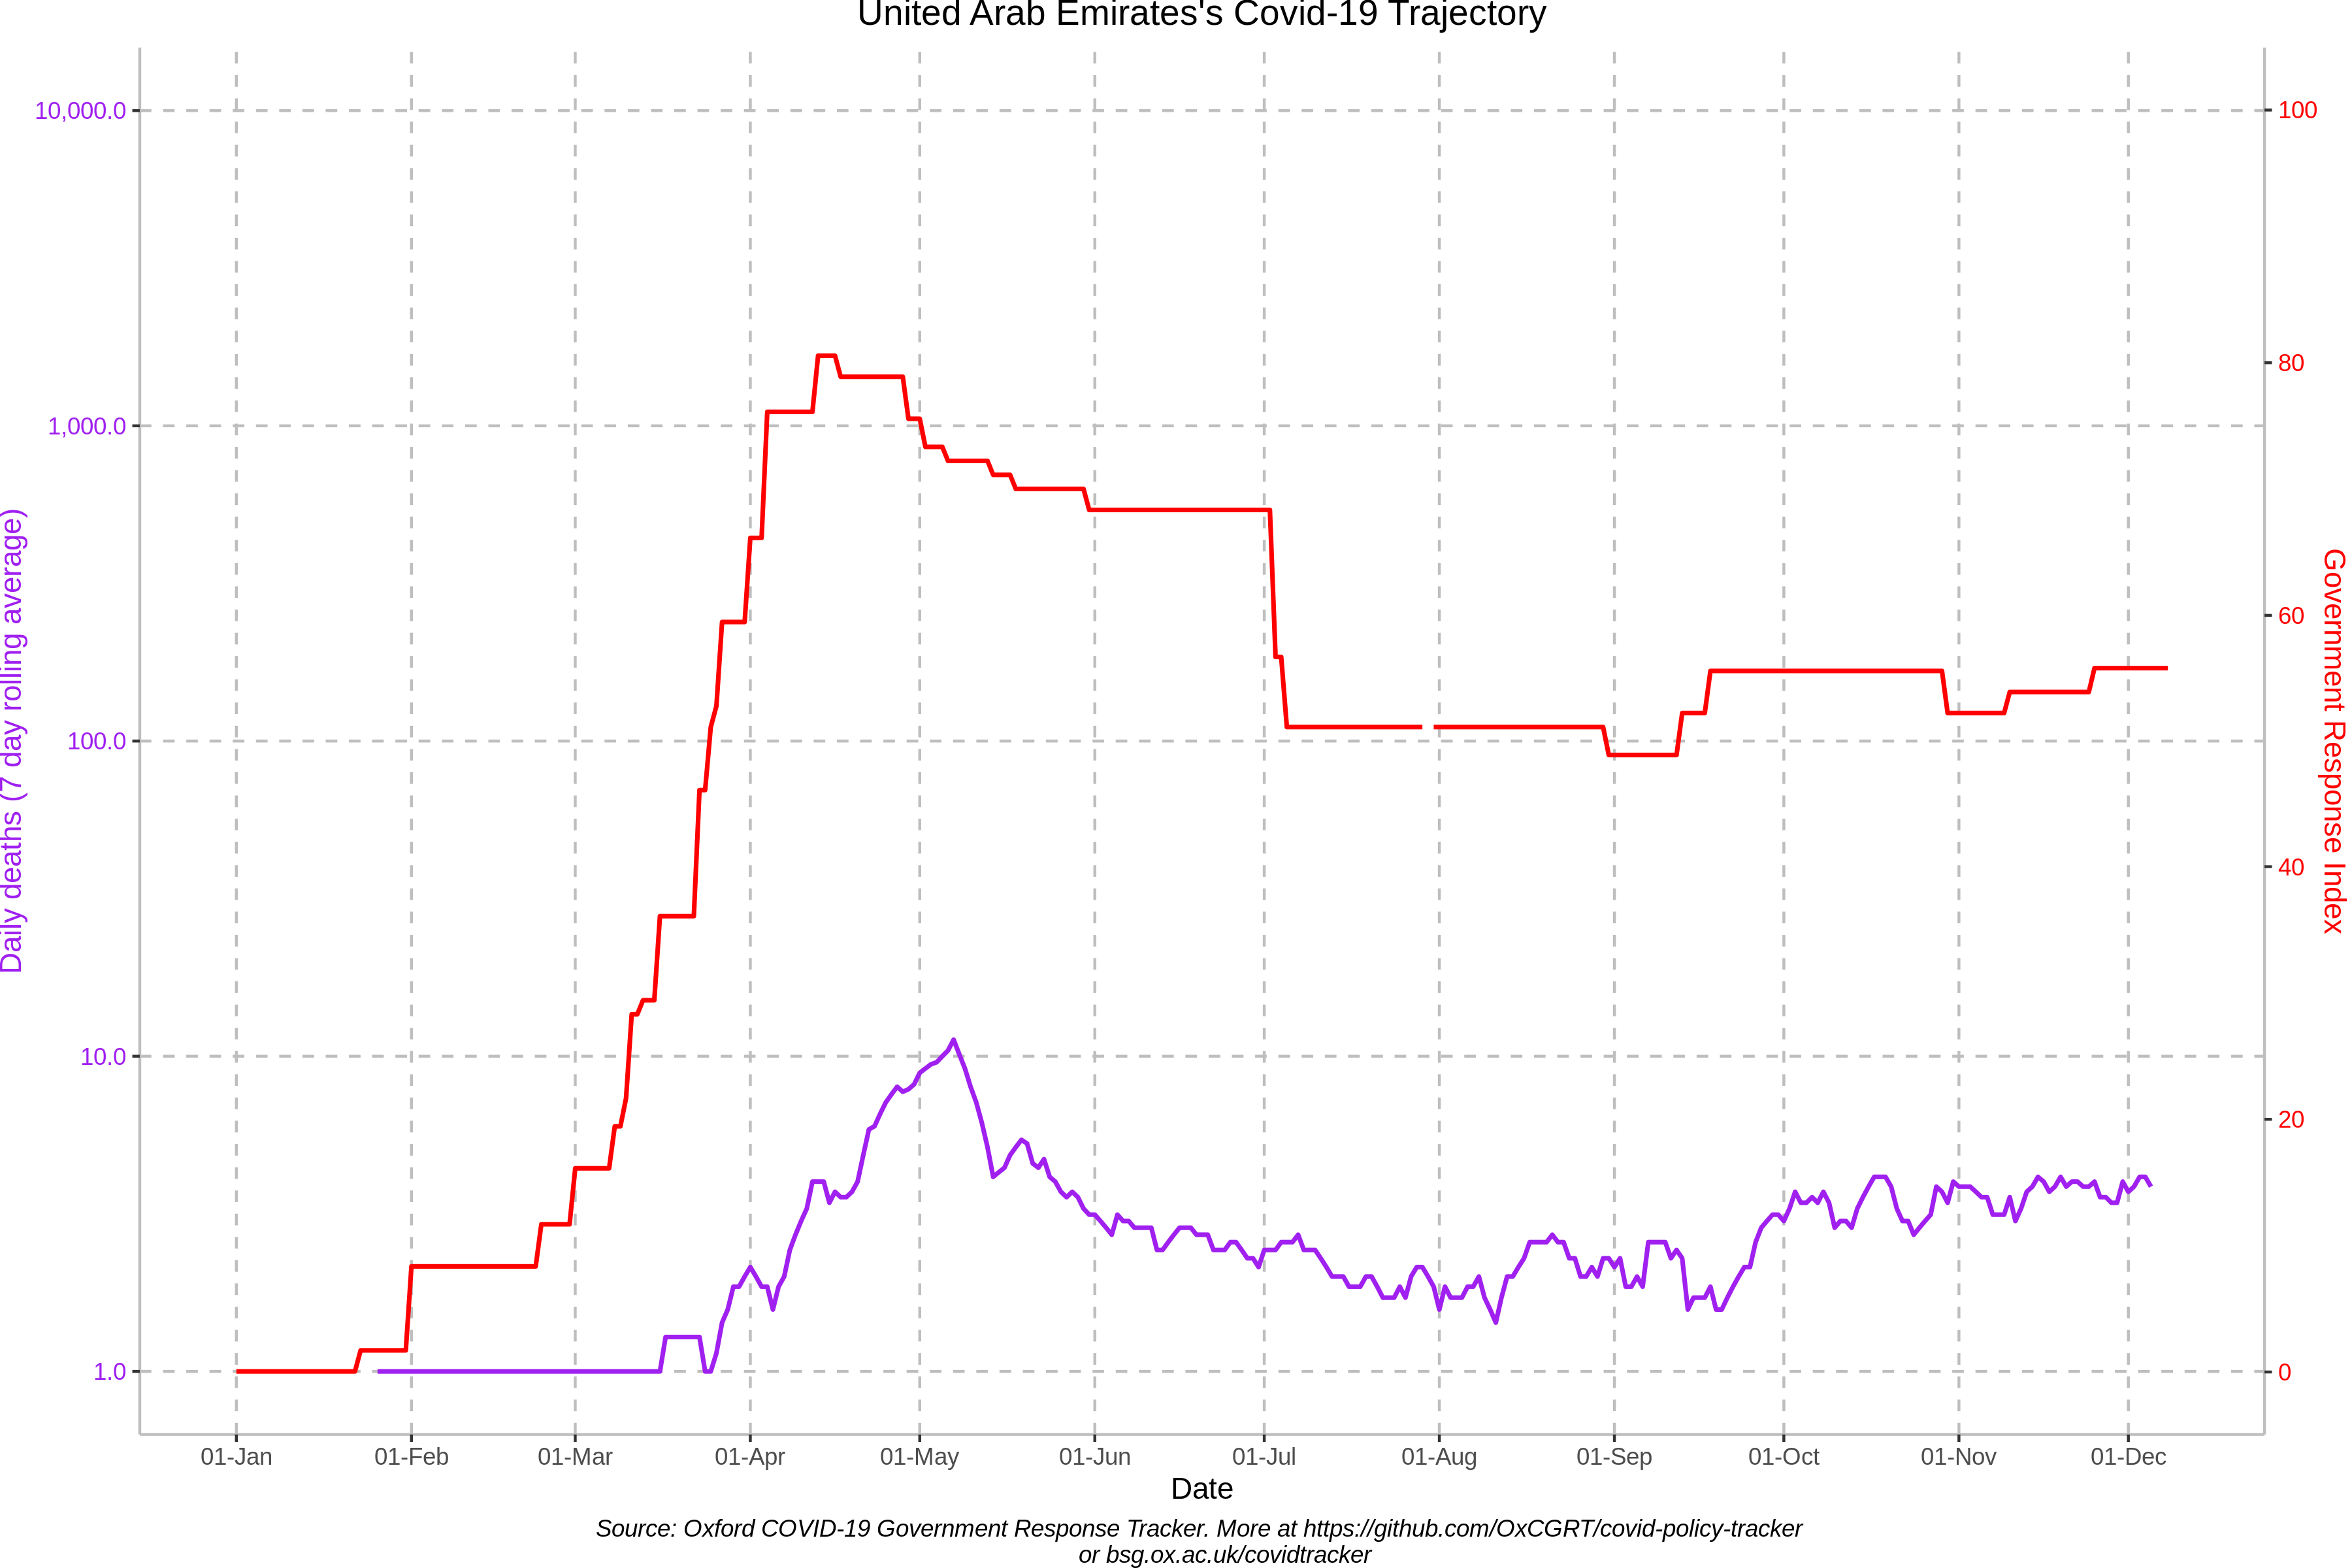 United Arab Emirates's Covid-19 Trajectory
10,000.0
1,000.0
100.0
10.0
1.0
Daily deaths (7 day rolling average)
100
80
60
40
20
0
Government Response Index
01-Jan 01-Feb 01-Mar 01-Apr 01-May 01-Jun 01-Jul 01-Aug 01-Sep 01-Oct 01-Nov 01-Dec
Date
Source: Oxford COVID-19 Government Response Tracker. More at https://github.com/OxCGRT/covid-policy-tracker
or bsg.ox.ac.uk/covidtracker